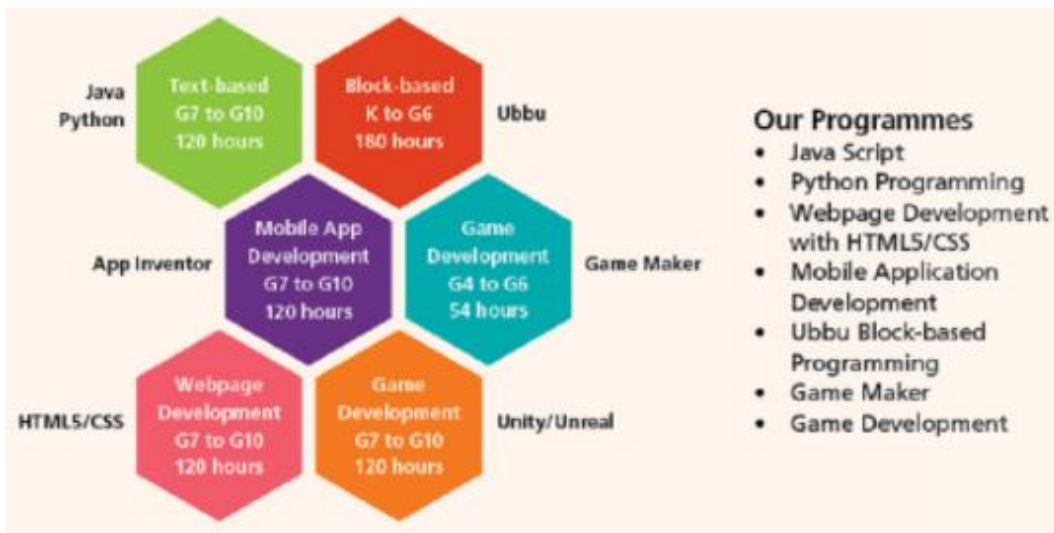 Java
Python
Text-based
G7 to G10
120 hours
Block-based
K to G6
180 hours
Ubbu
App Inventor
Mobile App
Development
G7 to G10
120 hours
Game
Development
G4 to G6
54 hours
Game Maker
HTML5/CSS
Webpage
Development
G7 to G10
120 hours
Game
Development
G7 to G10
120 hours
Unity/Unreal
Our Programmes
• Java Script
• Python Programming
• Webpage Development
with HTML5/CSS
• Mobile Application
Development
• Ubbu Block-based
Programming
• Game Maker
• Game Development